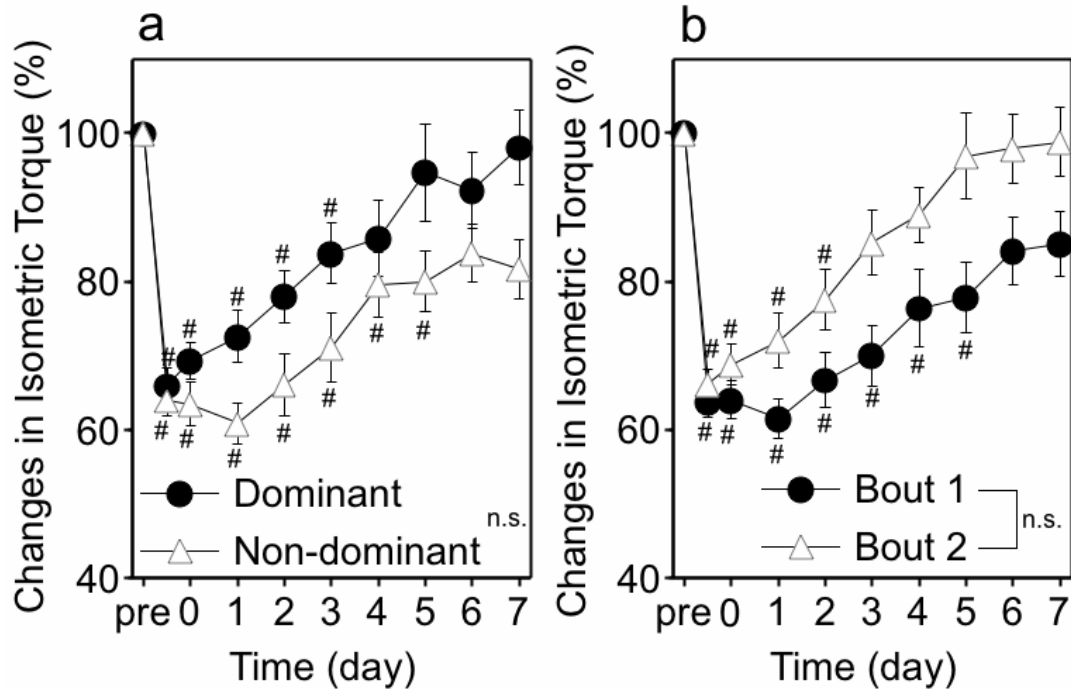 a
Changes in Isometric Torque (%)
100
80
60
40
# # # # #
# # # # # # #
Dominant
Non-dominant
n.s.
pre 0 1 2 3 4 5 6 7
Time (day)
b
Changes in Isometric Torque (%)
100
80
60
40
# # # #
# # # # # # #
Bout 1
Bout 2
n.s.
pre 0 1 2 3 4 5 6 7
Time (day)